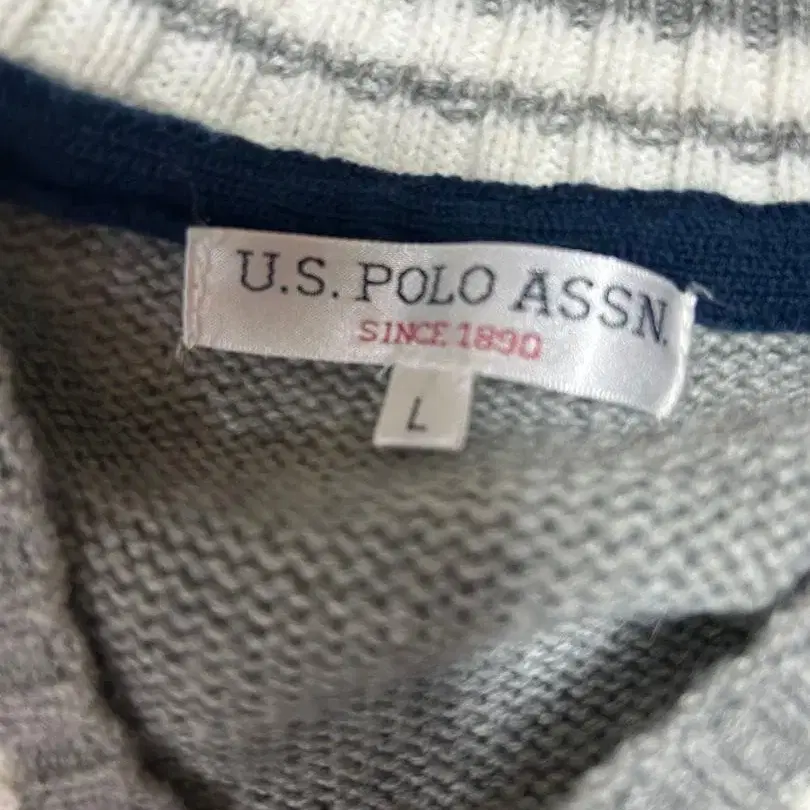 U.S. POLO ASSN.
SINCE 1890
L